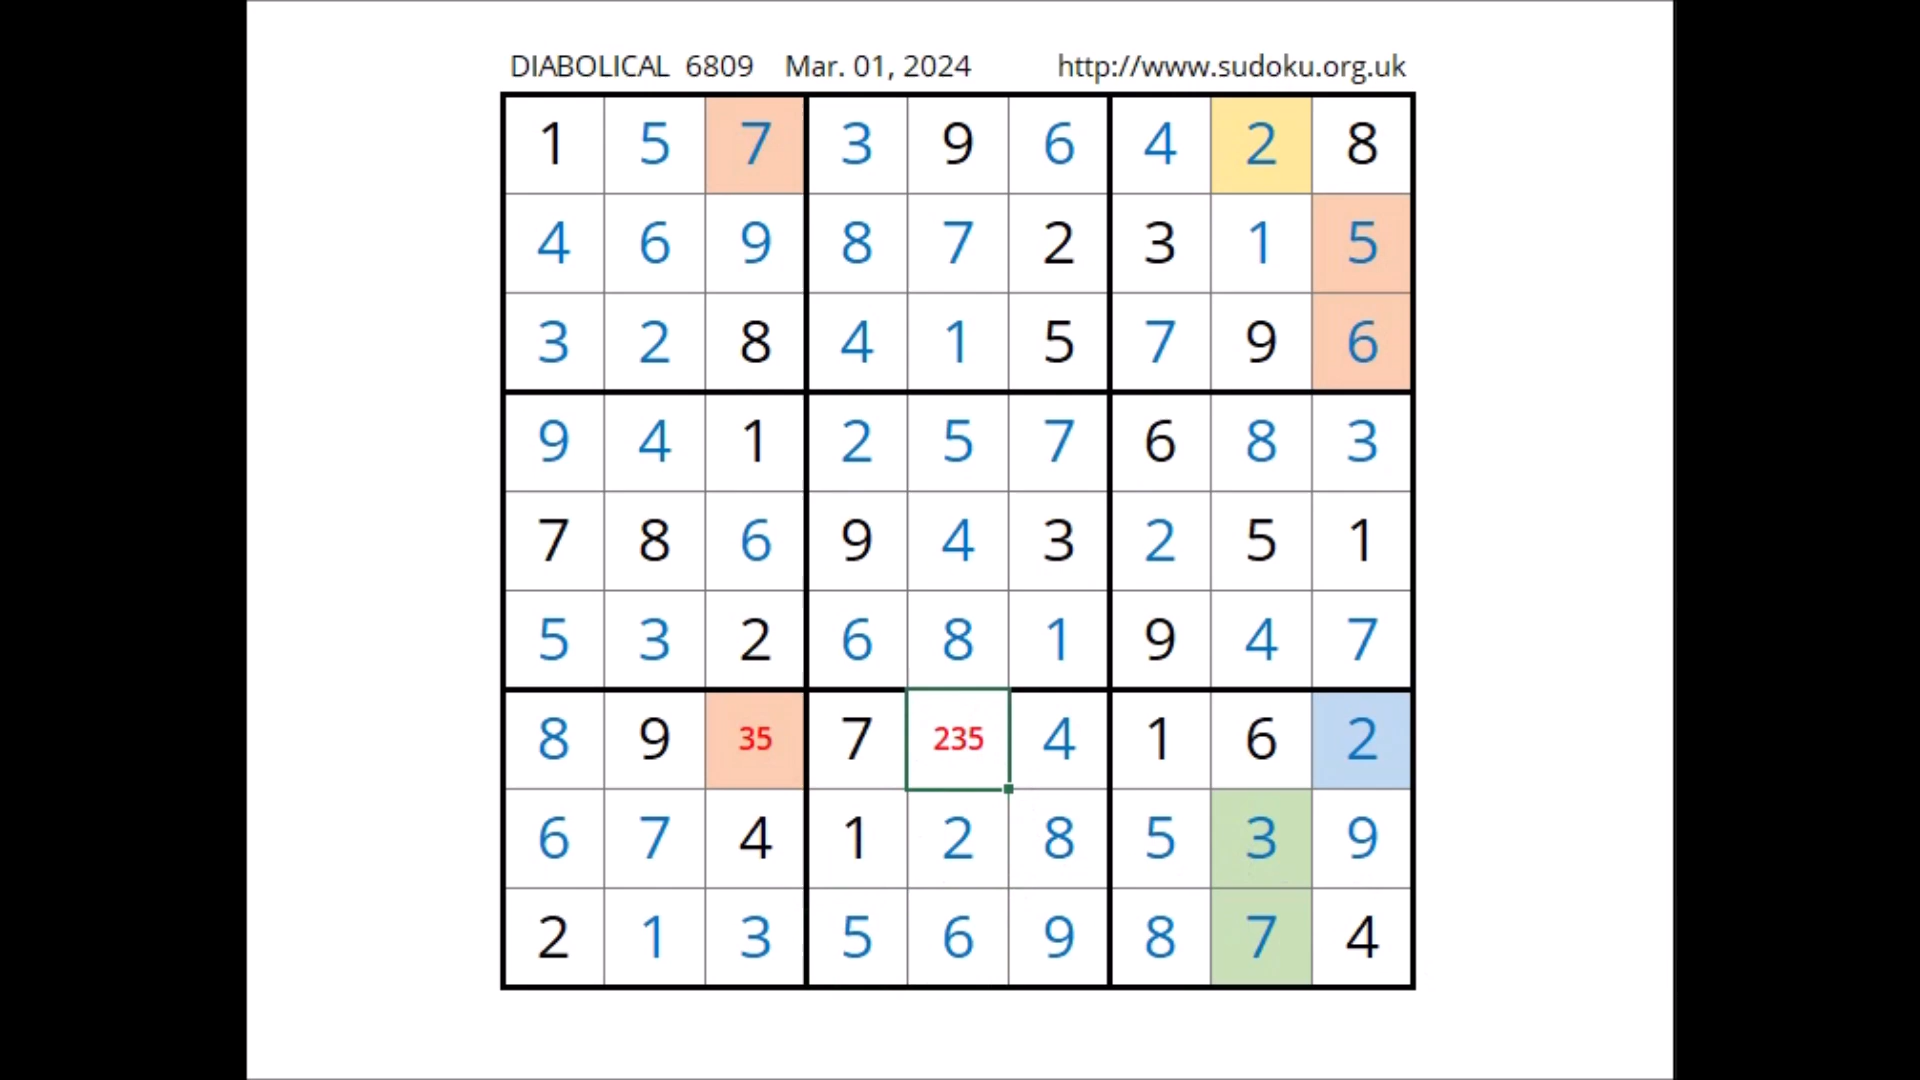 DIABOLICAL 6809 Mar. 01, 2024 http://www.sudoku.org.uk
1 5 7 3 9 6 4 2 8
4 6 9 8 7 2 3 1 5
3 2 8 4 1 5 7 9 6
9 4 1 2 5 7 6 8 3
7 8 6 9 4 3 2 5 1
5 3 2 6 8 1 9 4 7
8 9 35 7 235 4 1 6 2
6 7 4 1 2 8 5 3 9
2 1 3 5 6 9 8 7 4